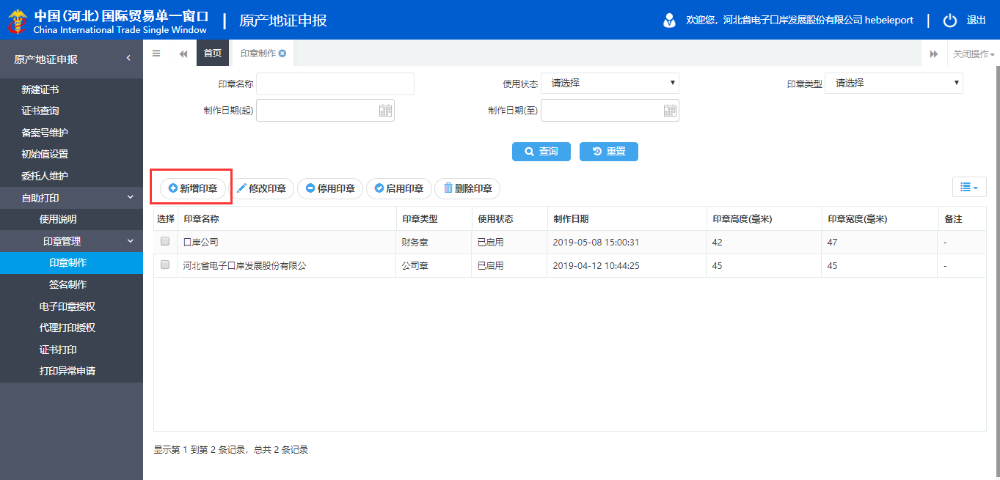 中国(河北)国际贸易单一窗口
China International Trade Single Window
原产地证申报
欢迎您，河北省电子口岸发展股份有限公司 hebeieport
退出
原产地证申报
新建证书
证书查询
备案号维护
初始值设置
委托人维护
自助打印
使用说明
印章管理
印章制作
签名制作
电子印章授权
代理打印授权
证书打印
打印异常申请
首页 印章制作 关闭操作
印章名称 使用状态 请选择 印章类型 请选择
制作日期(起) 制作日期(至)
查询 重置
新增印章 修改印章 停用印章 启用印章 删除印章
选择 印章名称 印章类型 使用状态 制作日期 印章高度(毫米) 印章宽度(毫米) 备注
口岸公司 财务章 已启用 2019-05-08 15:00:31 42 47 -
河北省电子口岸发展股份有限公 公司章 已启用 2019-04-12 10:44:25 45 45 -
显示第 1 到第 2 条记录，总共 2 条记录